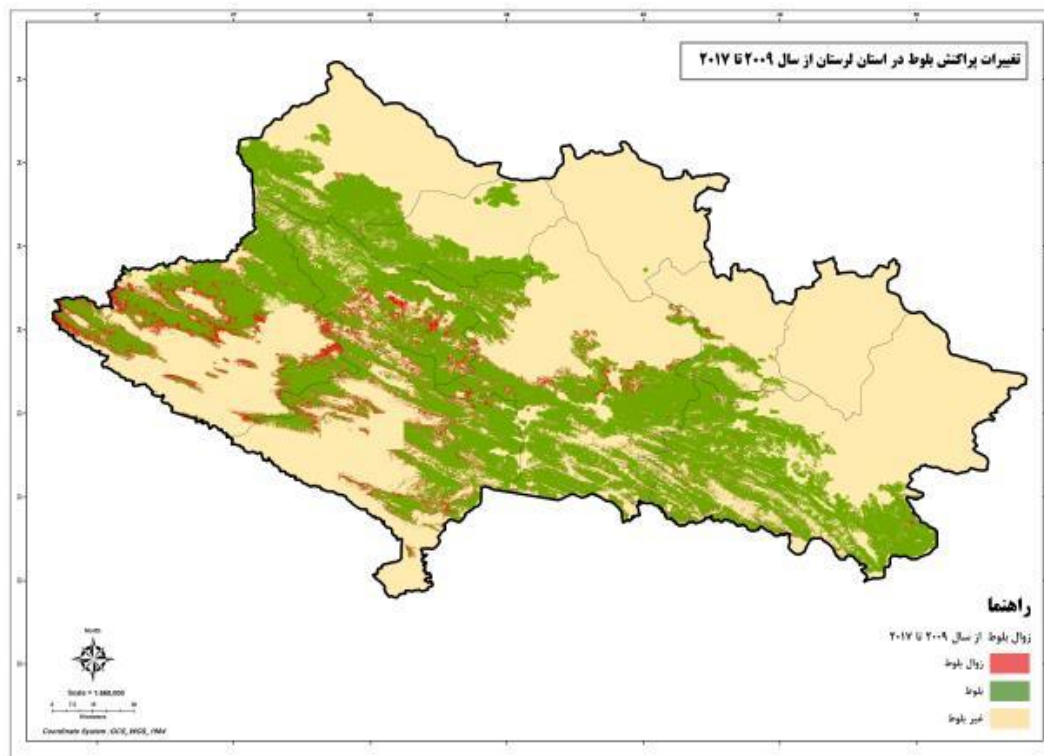 تغییرات پراکنش بلوط در استان لرستان از سال ۲۰۰۹ تا ۲۰۱۷
راهنما
زوال بلوط از سال ۲۰۰۹ تا ۲۰۱۷
زوال بلوط
بلوط
غیر بلوط
North
Kilometers
Coordinate System :GCS_WGS_1984